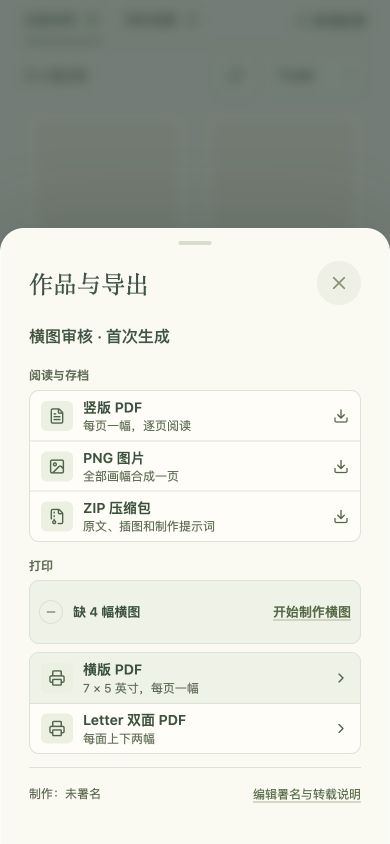 作品与导出
横图审核 · 首次生成
阅读与存档
竖版 PDF
每页一幅，逐页阅读
PNG 图片
全部画幅合成一页
ZIP 压缩包
原文、插图和制作提示词
打印
缺 4 幅横图 开始制作横图
横版 PDF
7 × 5 英寸，每页一幅
Letter 双面 PDF
每面上下两幅
制作：未署名 编辑署名与转载说明